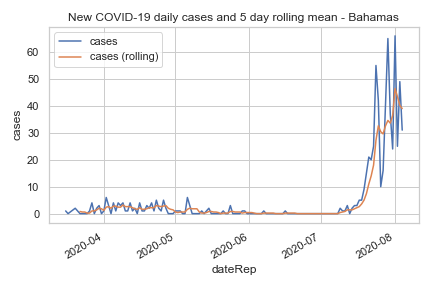 New COVID-19 daily cases and 5 day rolling mean - Bahamas
cases
cases (rolling)
60
50
40
30
20
10
0
cases
2020-04
2020-05
2020-06
2020-07
2020-08
dateRep